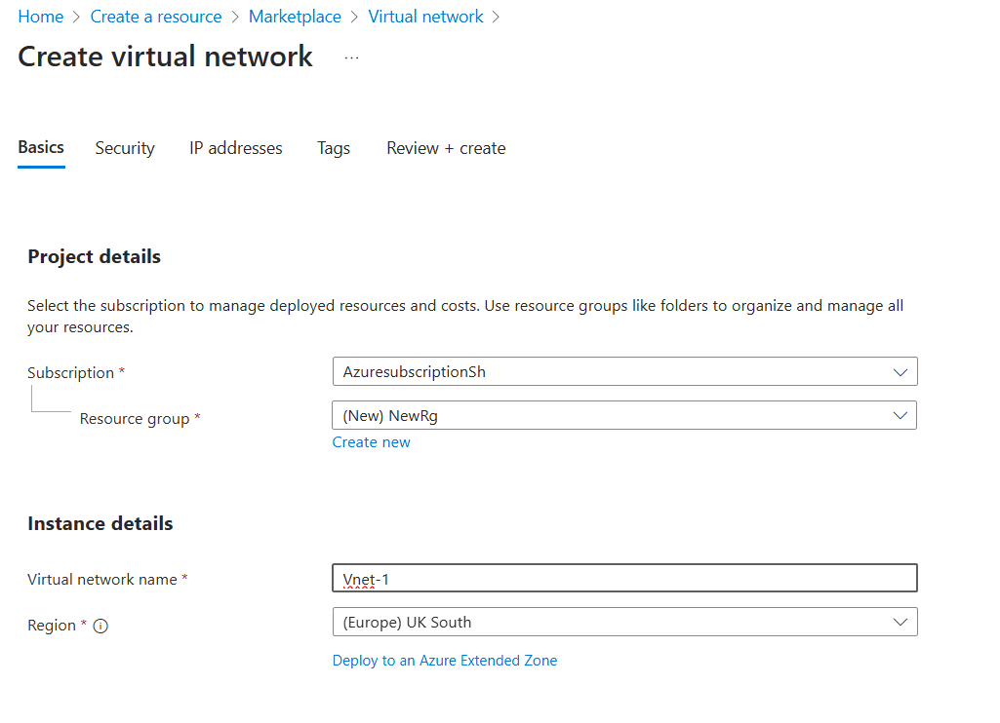 Home > Create a resource > Marketplace > Virtual network >
Create virtual network ...
Basics Security IP addresses Tags Review + create
Project details
Select the subscription to manage deployed resources and costs. Use resource groups like folders to organize and manage all
your resources.
Subscription * AzuresubscriptionSh
Resource group * (New) NewRg
Create new
Instance details
Virtual network name * Vnet-1
Region * (Europe) UK South
Deploy to an Azure Extended Zone